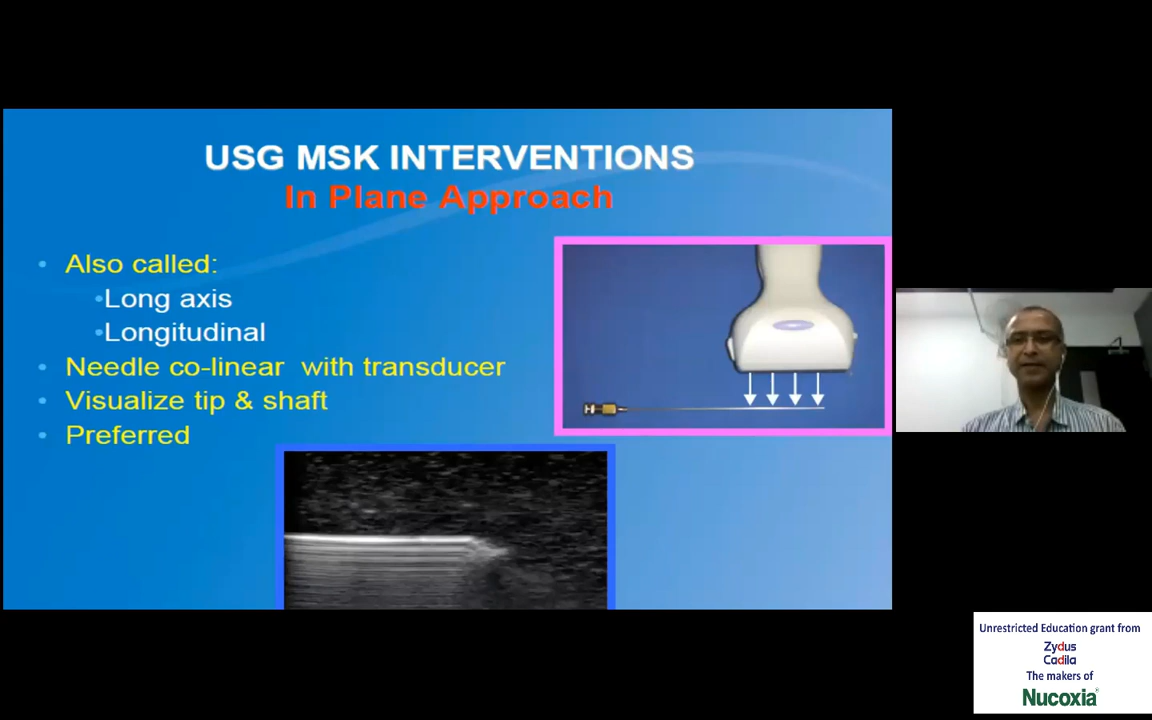 USG MSK INTERVENTIONS
In Plane Approach
• Also called:
•Long axis
•Longitudinal
• Needle co-linear with transducer
• Visualize tip & shaft
• Preferred
Unrestricted Education grant from
Zydus
Cadila
The makers of
Nucoxia